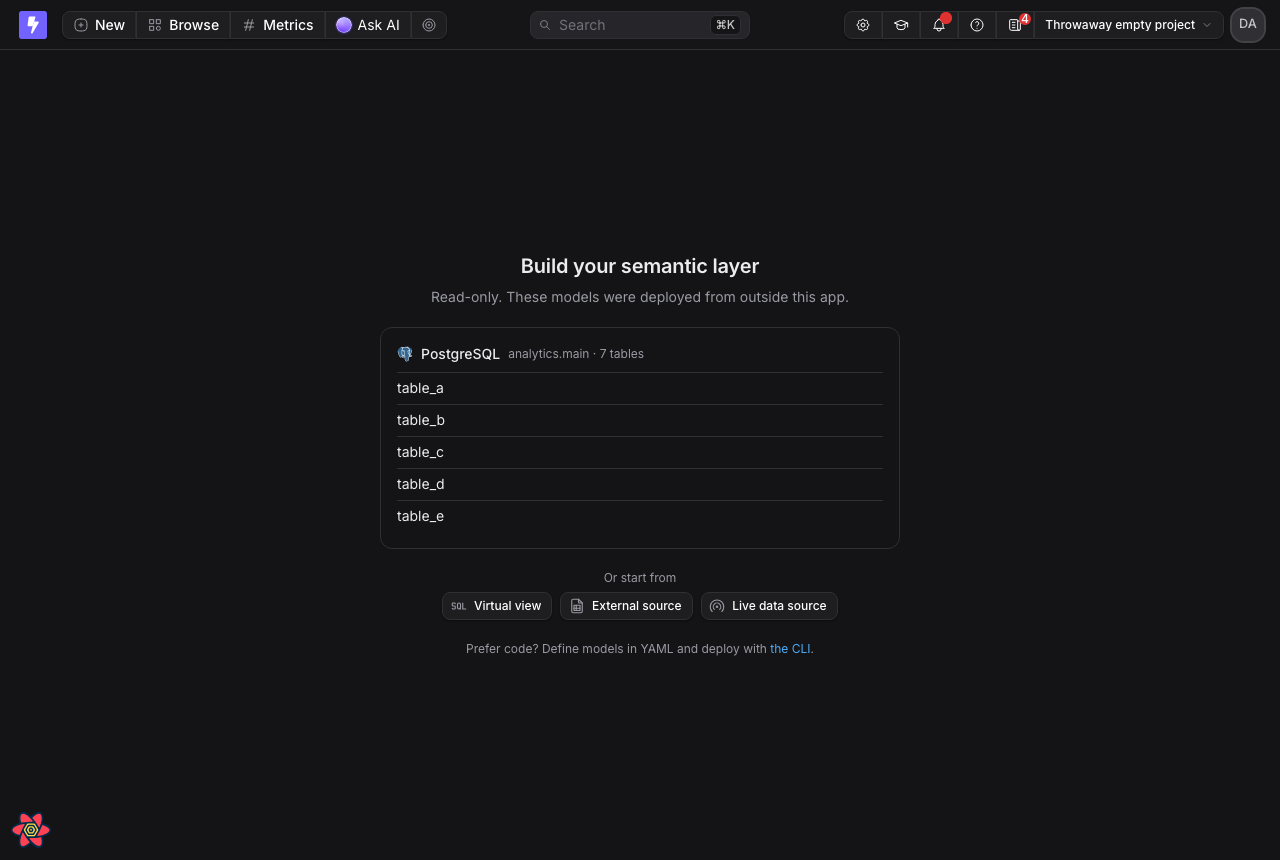 New
Browse
Metrics
Ask AI
Search
⌘K
4
Throwaway empty project
DA
Build your semantic layer
Read-only. These models were deployed from outside this app.
PostgreSQL analytics.main · 7 tables
table_a
table_b
table_c
table_d
table_e
Or start from
SQL Virtual view
External source
Live data source
Prefer code? Define models in YAML and deploy with the CLI.